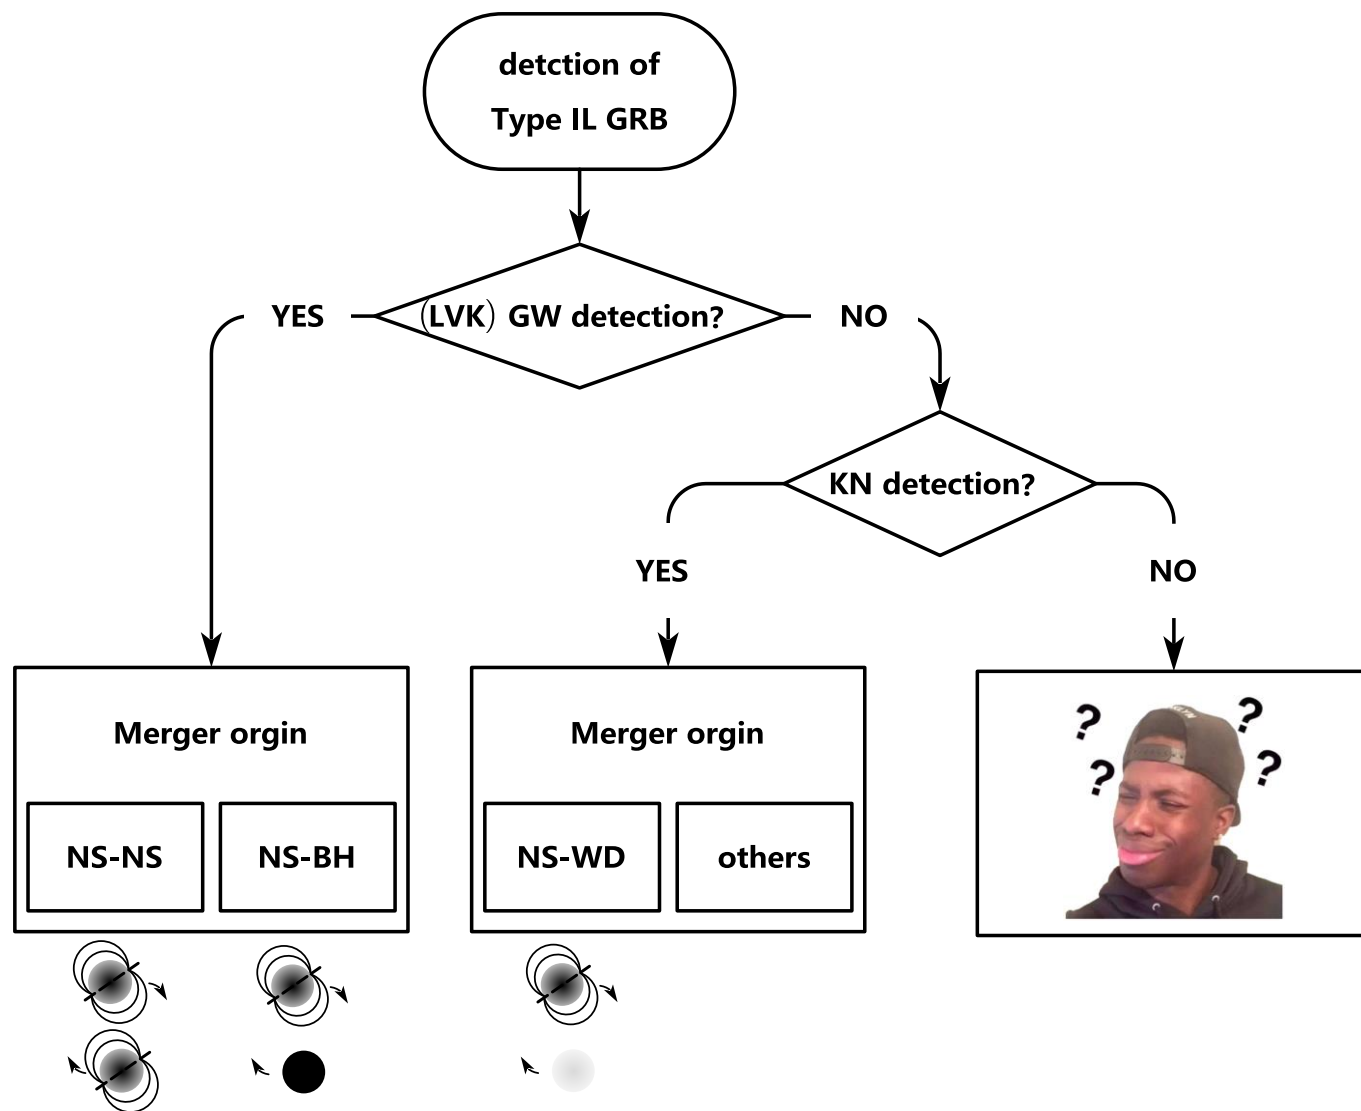 detction of
Type IL GRB
(LVK) GW detection?
YES
NO
KN detection?
YES
NO
Merger orgin
NS-NS
NS-BH
Merger orgin
NS-WD
others
?
?
?
?